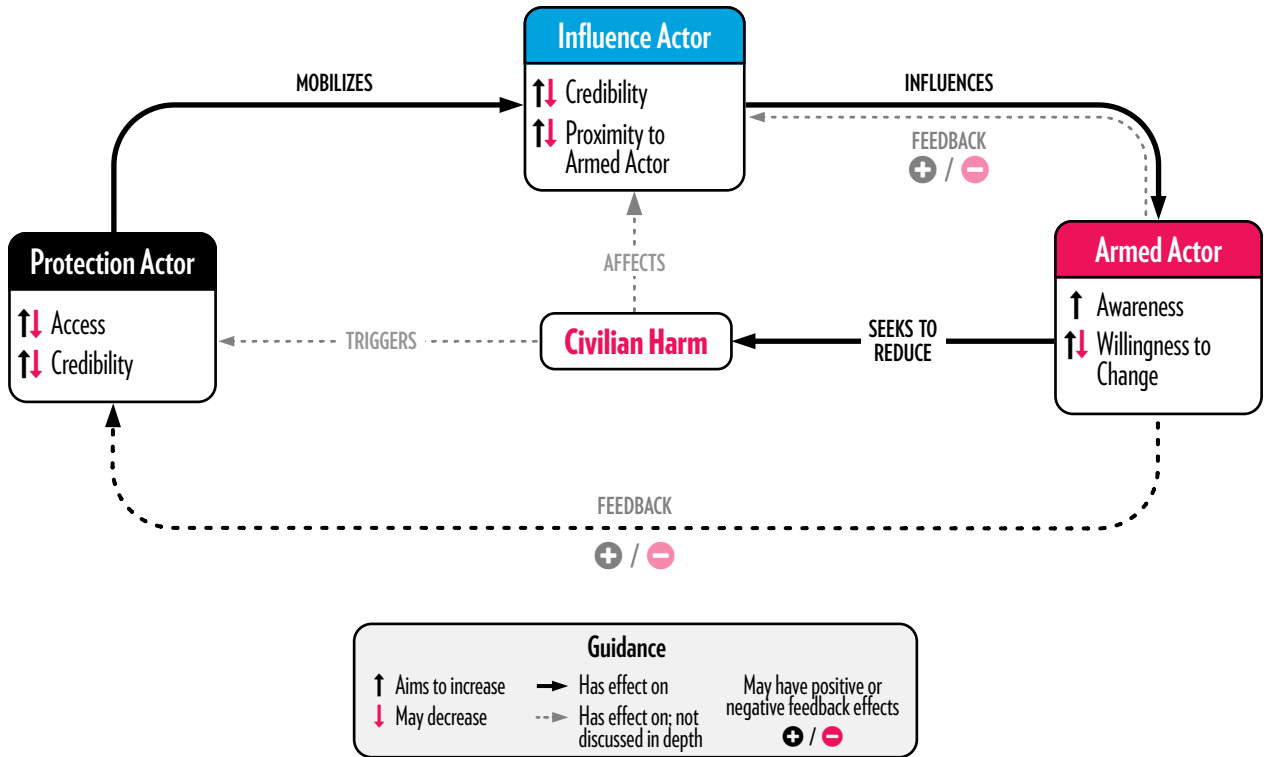 Influence Actor
Credibility
Proximity to
Armed Actor
MOBILIZES
INFLUENCES
FEEDBACK
+ / −
Protection Actor
Access
Credibility
Armed Actor
Awareness
Willingness to
Change
AFFECTS
TRIGGERS
Civilian Harm
SEEKS TO
REDUCE
FEEDBACK
+ / −
Guidance
Aims to increase
May decrease
Has effect on
Has effect on; not
discussed in depth
May have positive or
negative feedback effects
+ / −